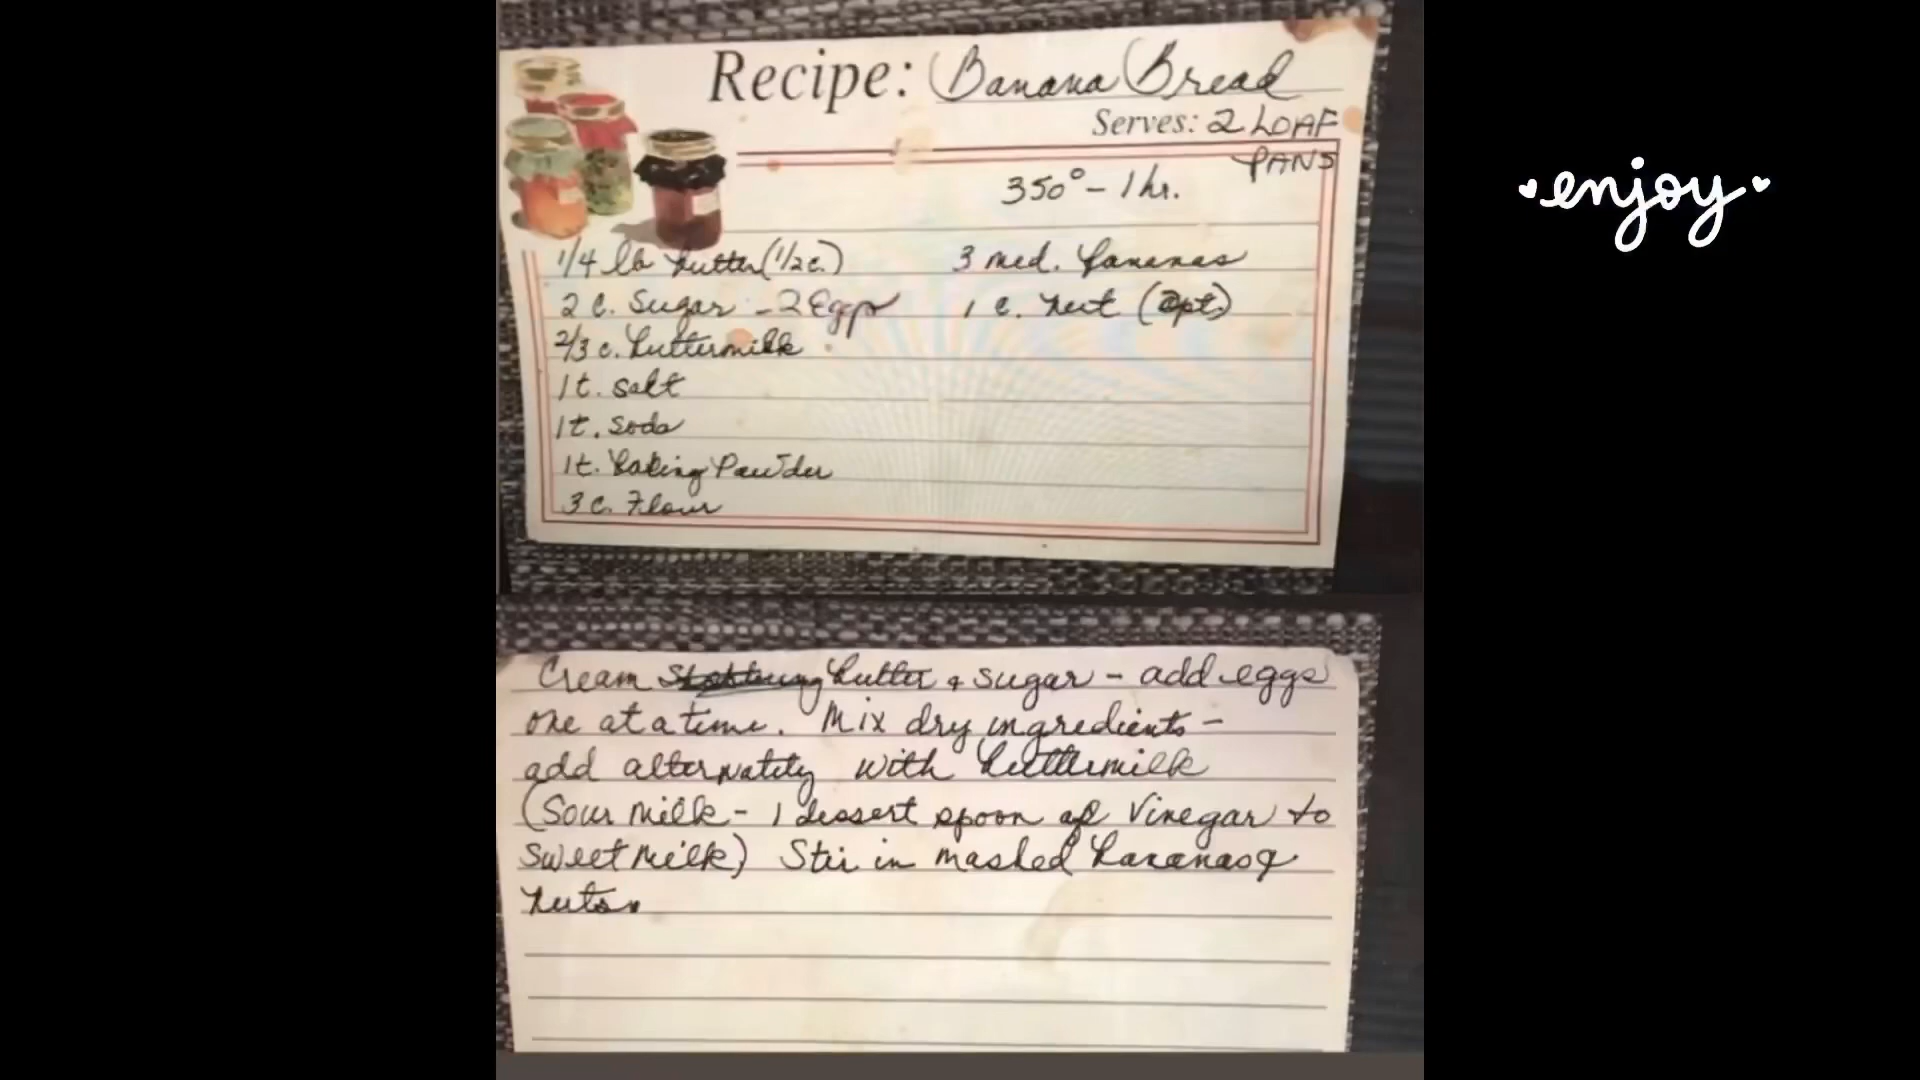 Recipe: Banana Bread
Serves: 2 LOAF
PANS
350° - 1 hr.
1/4 lb butter (1/2 c.)
3 med. bananas
2 c. Sugar - 2 Eggs
1 c. nut (opt)
2/3 c. buttermilk
1 t. salt
1 t. soda
1 t. baking Powder
3 c. Flour
enjoy
Cream butter & sugar - add eggs
one at a time. Mix dry ingredients -
add alternately with buttermilk
(Sour milk - 1 dessert spoon of Vinegar to
sweet milk) Stir in mashed bananas &
nuts.